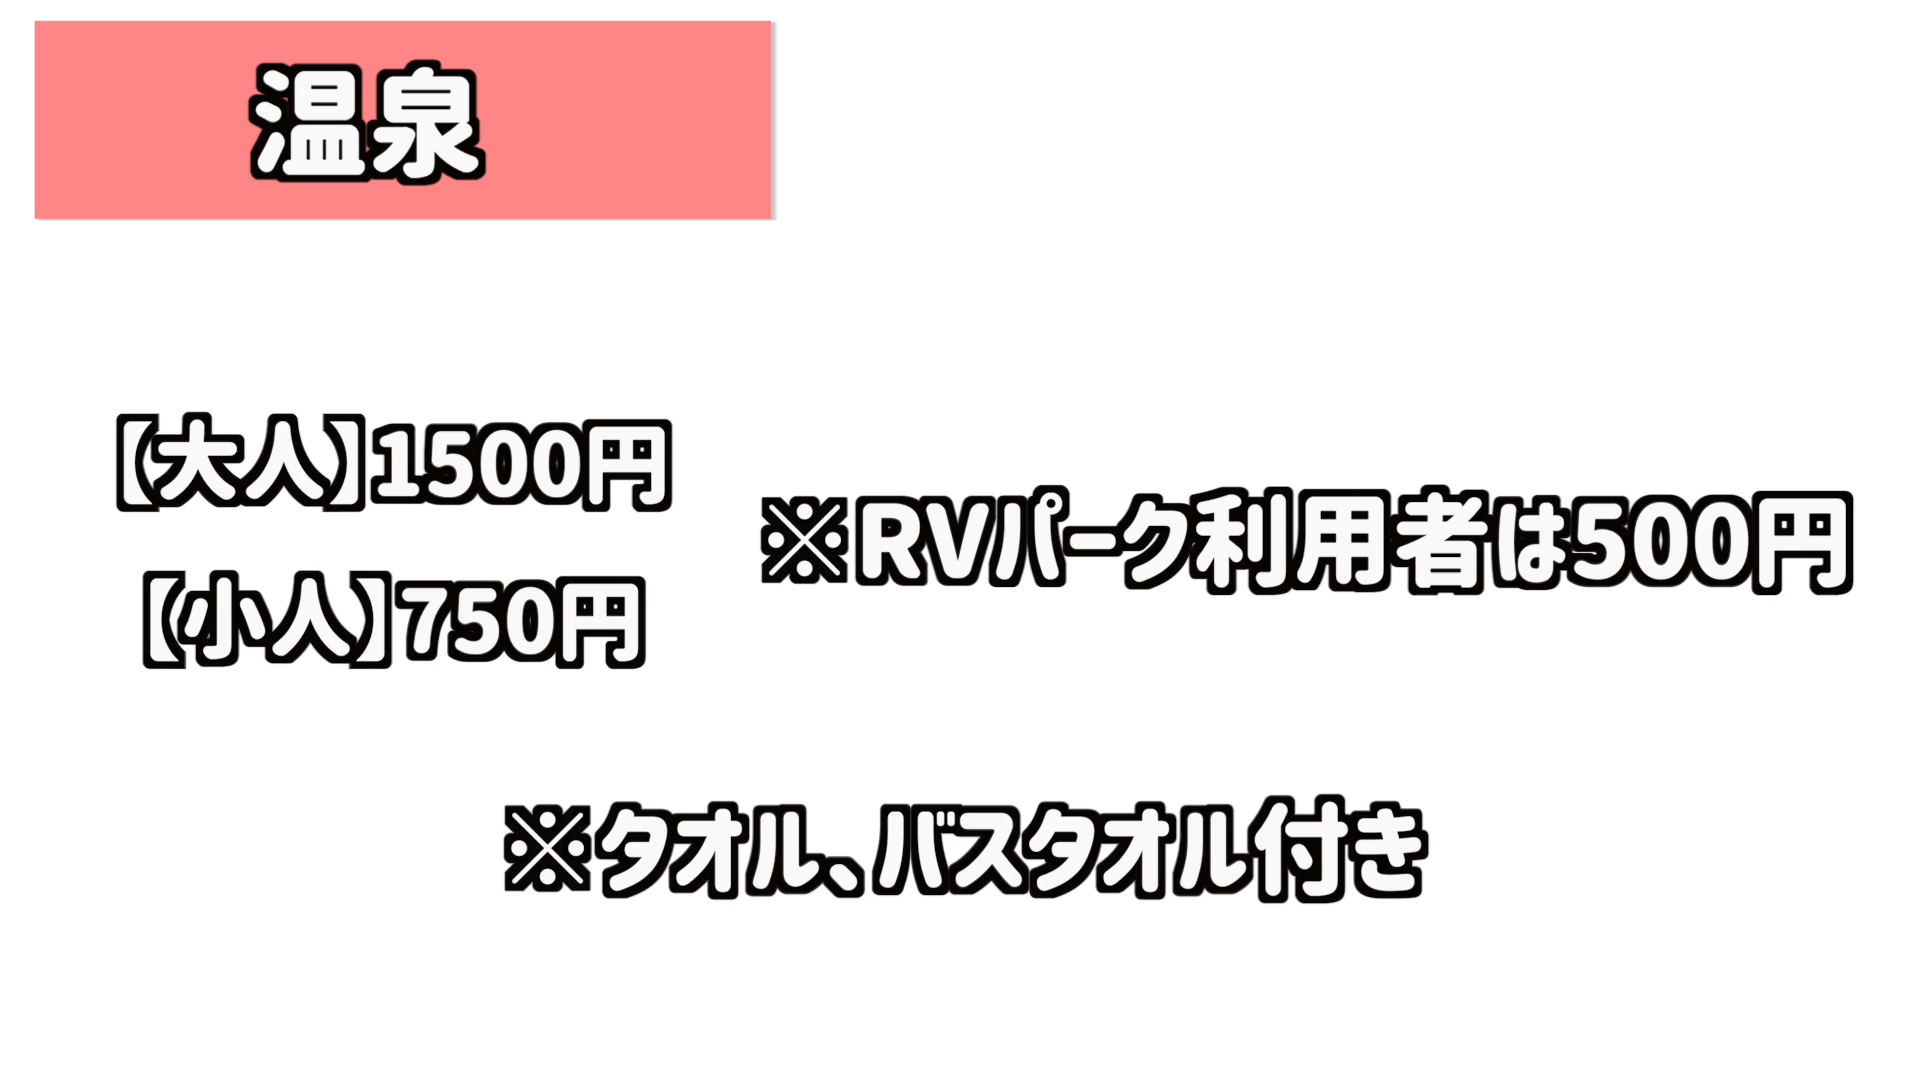 温泉
【大人】1500円
【小人】750円
※RVパーク利用者は500円
※タオル、バスタオル付き